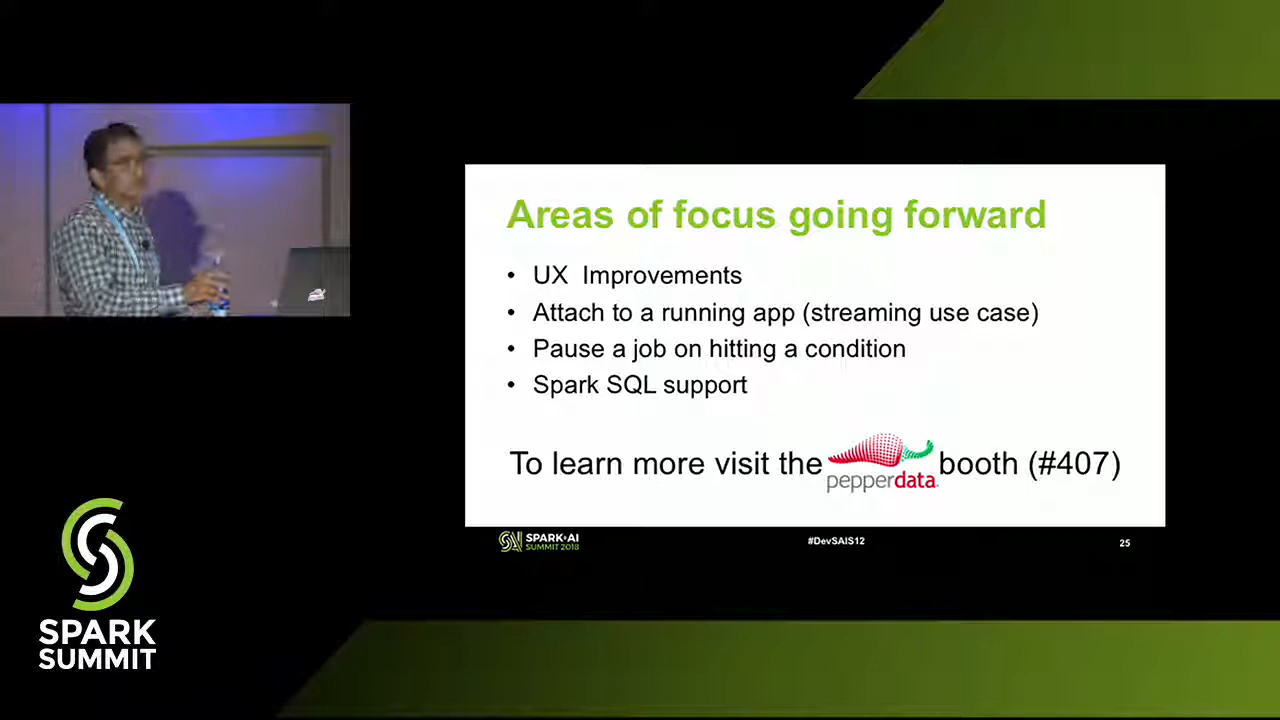 Areas of focus going forward
• UX Improvements
• Attach to a running app (streaming use case)
• Pause a job on hitting a condition
• Spark SQL support
To learn more visit the pepperdata booth (#407)
SPARK+AI
SUMMIT 2018
#DevSAIS12
25
SPARK
SUMMIT